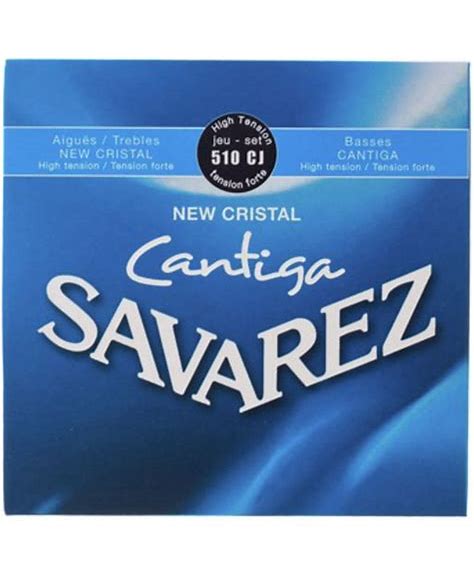 High Tension
jeu - set
510 CJ
tension forte
Aiguës / Trebles
NEW CRISTAL
High tension / Tension forte
Basses
CANTIGA
High tension / Tension forte
NEW CRISTAL
Cantiga
SAVAREZ